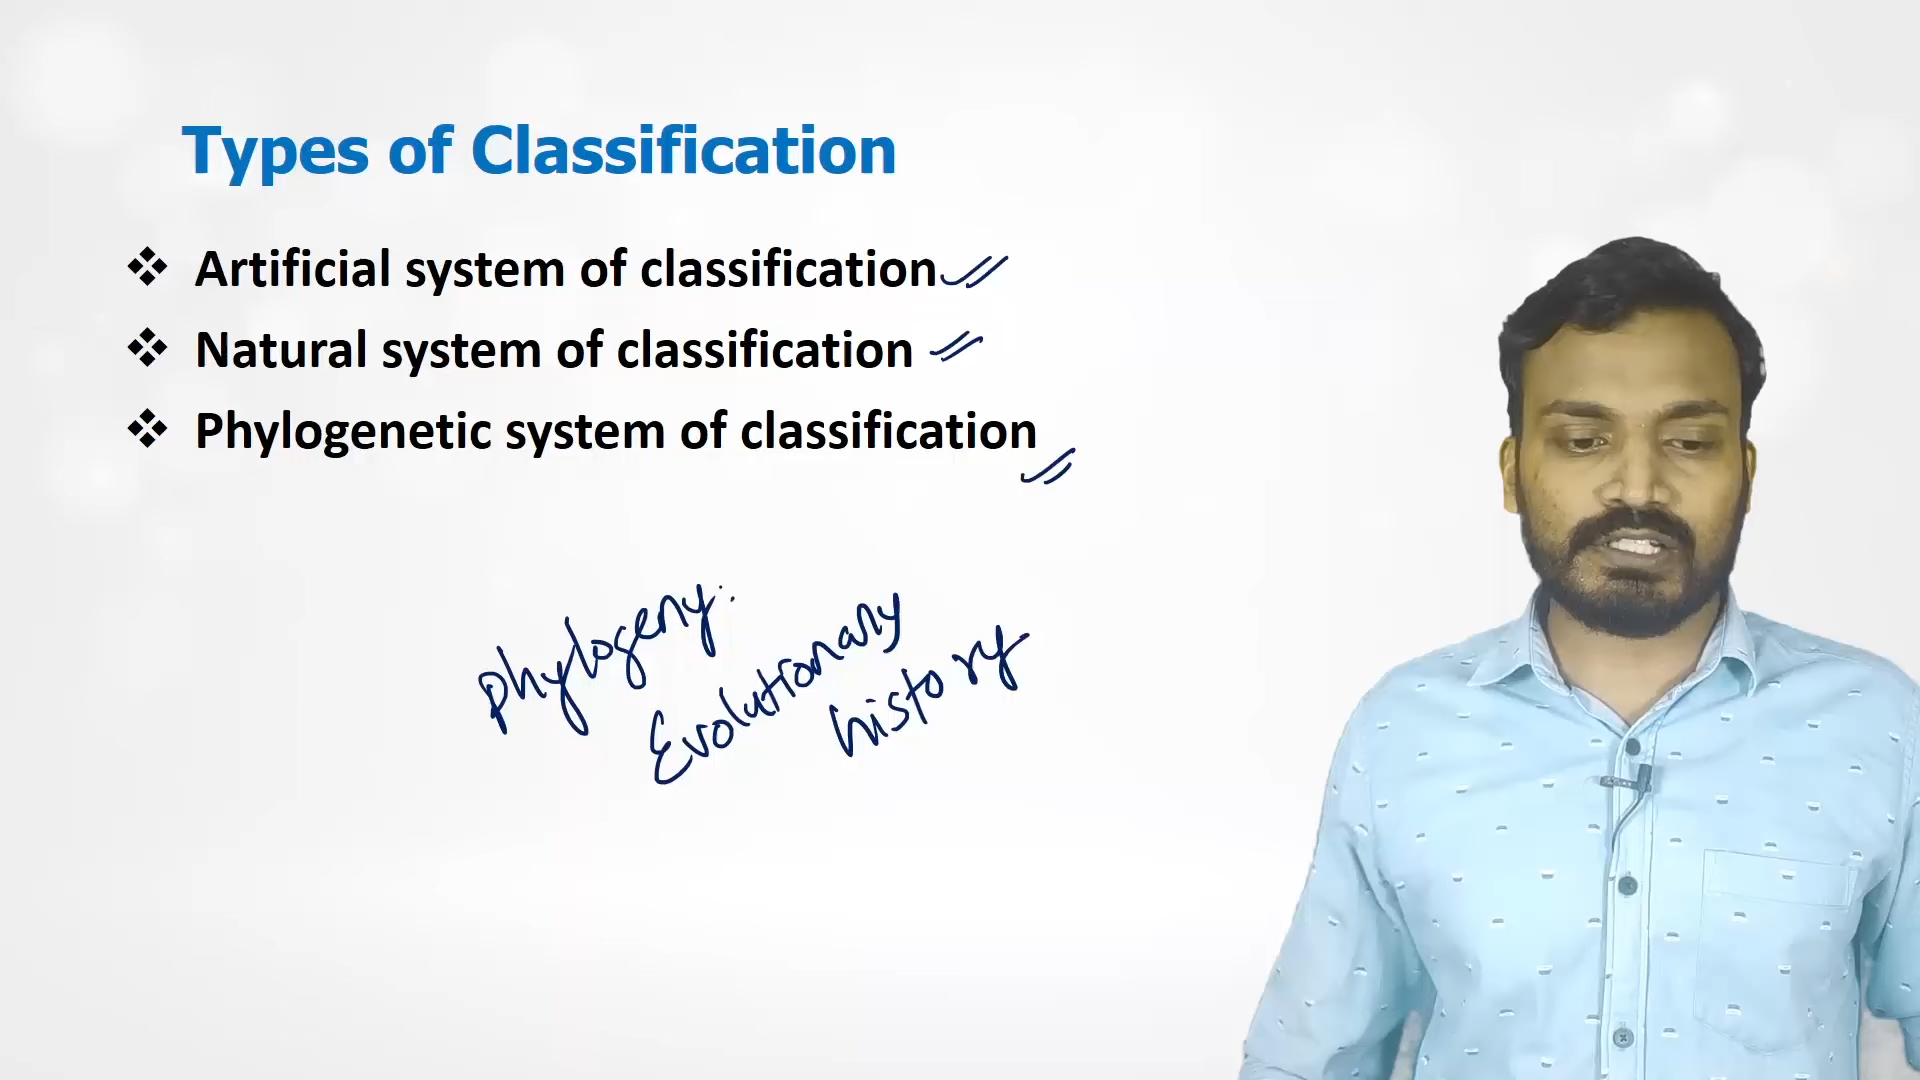 Types of Classification
Artificial system of classification
Natural system of classification
Phylogenetic system of classification
Phylogeny:
Evolutionary
history